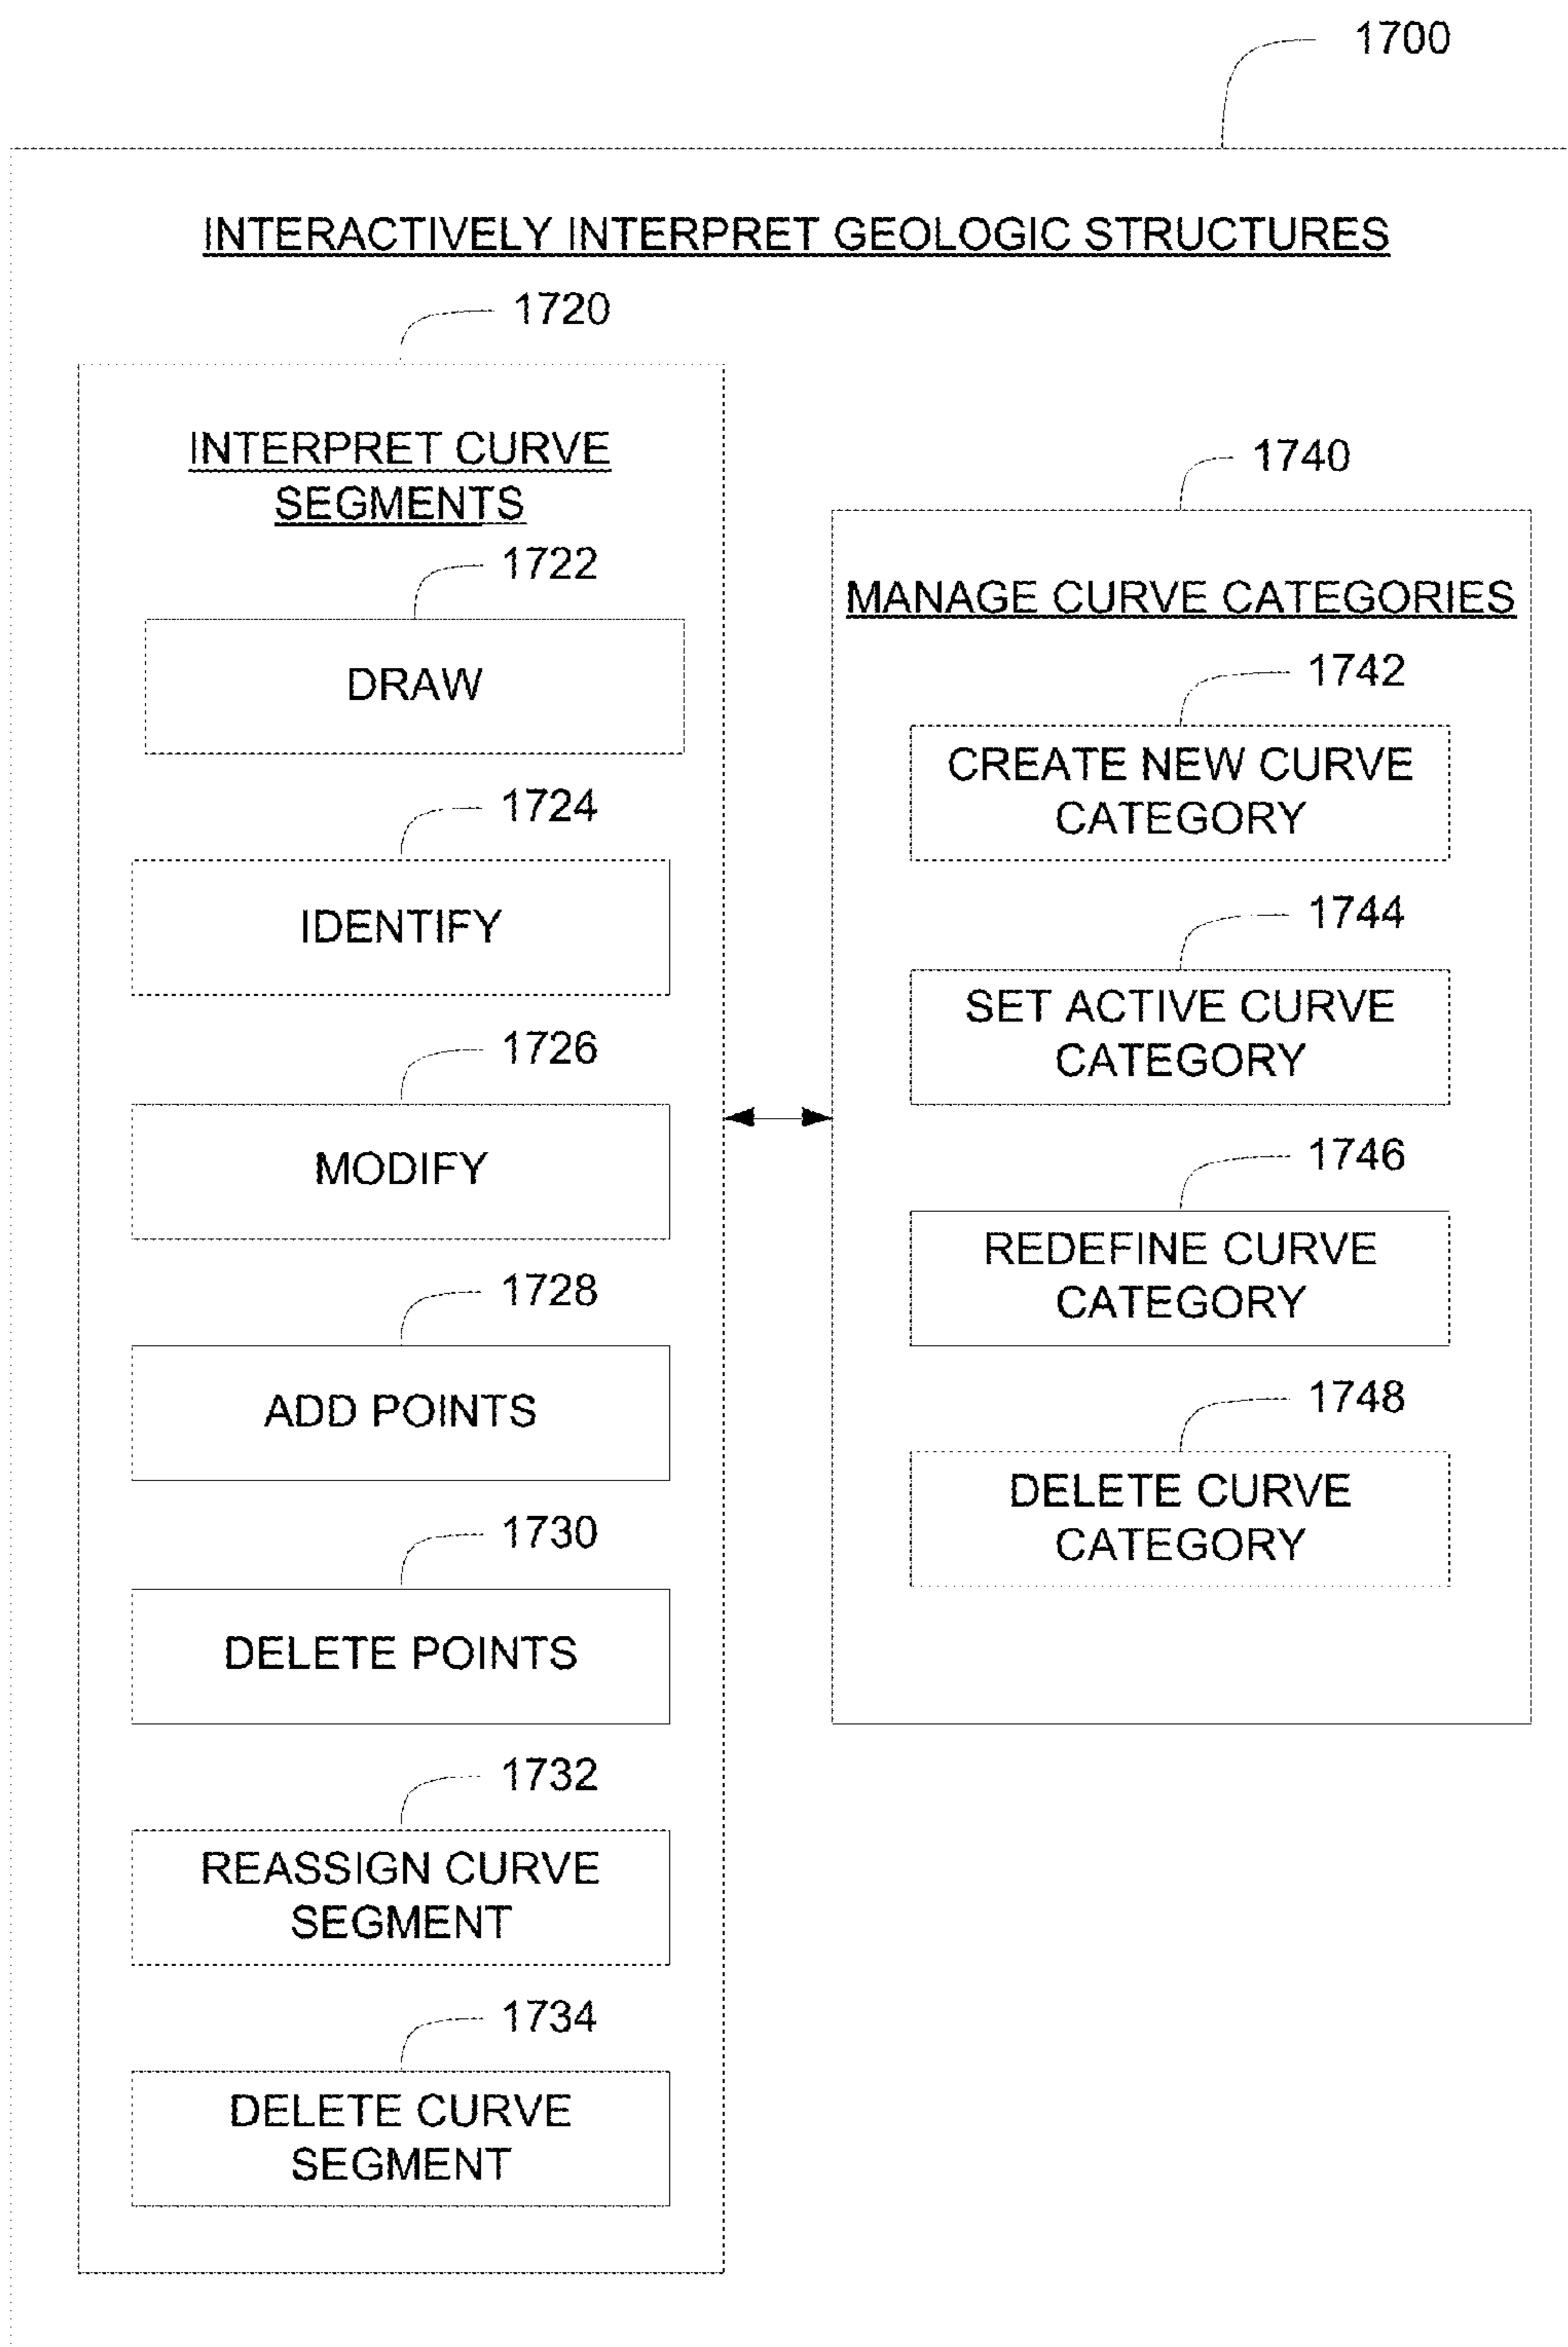 1700
INTERACTIVELY INTERPRET GEOLOGIC STRUCTURES
1720
INTERPRET CURVE
SEGMENTS
1722
DRAW
1724
IDENTIFY
1726
MODIFY
1728
ADD POINTS
1730
DELETE POINTS
1732
REASSIGN CURVE
SEGMENT
1734
DELETE CURVE
SEGMENT
1740
MANAGE CURVE CATEGORIES
1742
CREATE NEW CURVE
CATEGORY
1744
SET ACTIVE CURVE
CATEGORY
1746
REDEFINE CURVE
CATEGORY
1748
DELETE CURVE
CATEGORY